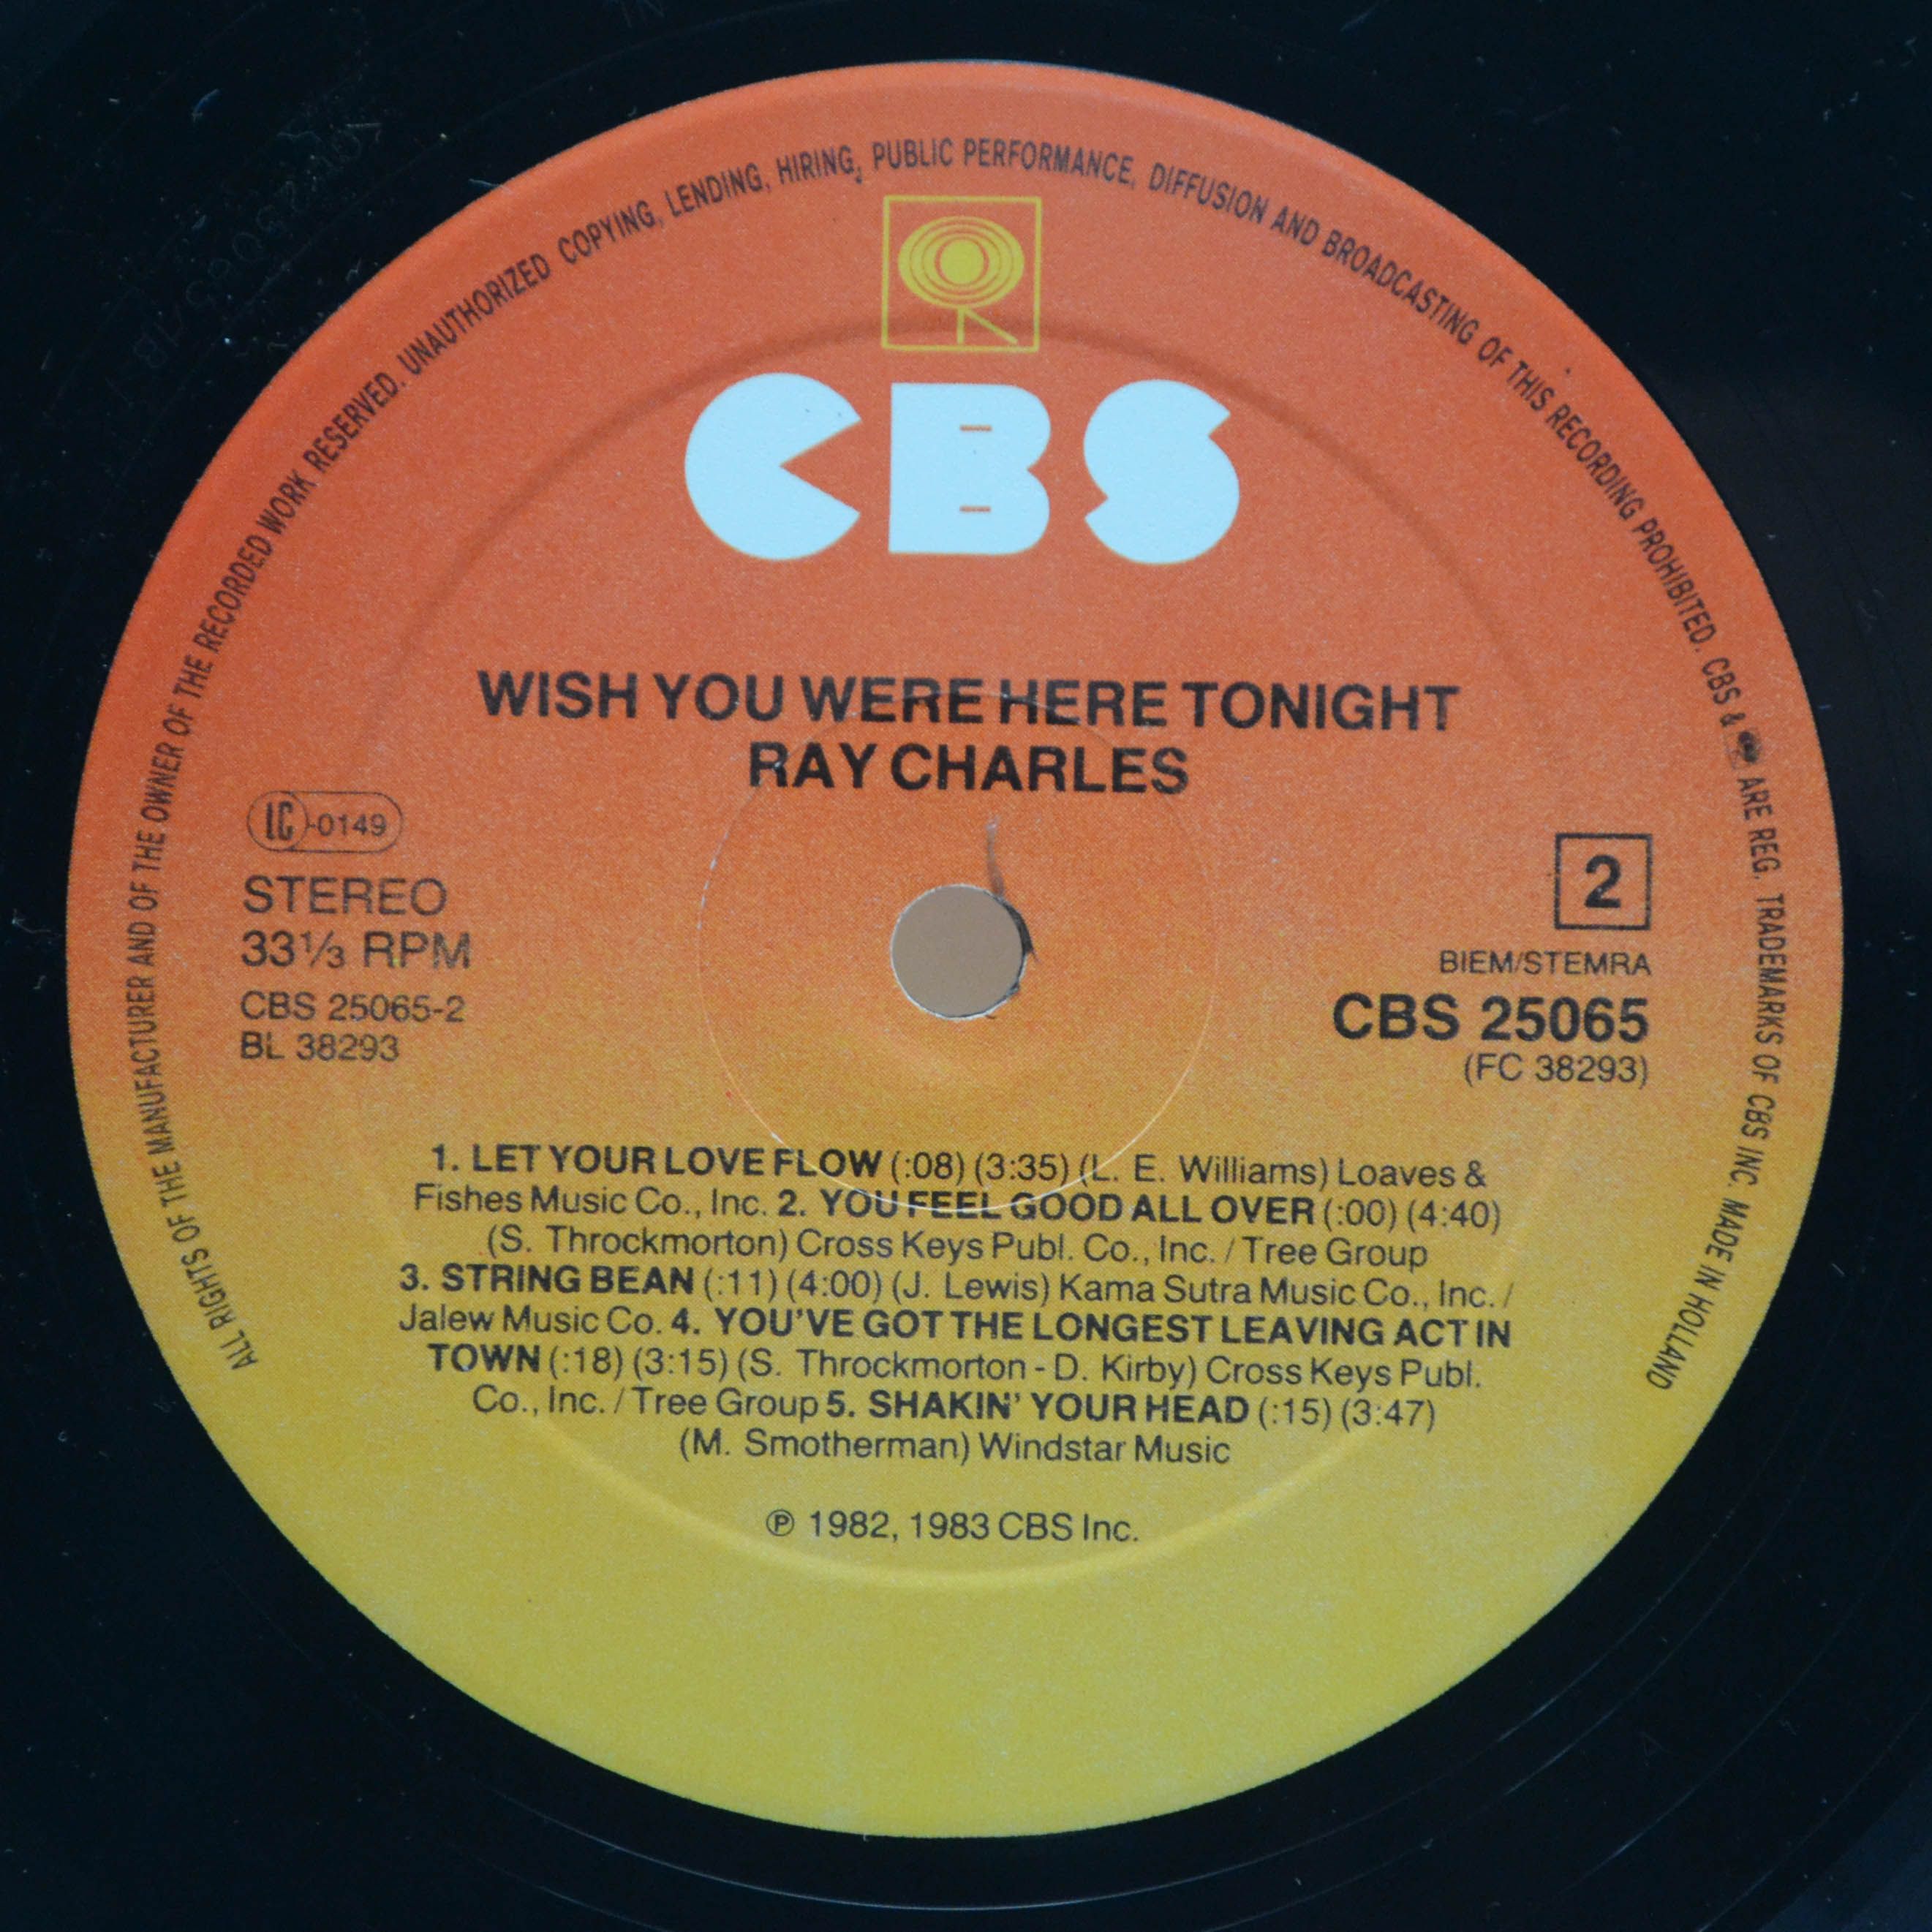 ALL RIGHTS OF THE MANUFACTURER AND OF THE OWNER OF THE RECORDED WORK RESERVED. UNAUTHORIZED COPYING, LENDING, HIRING, PUBLIC PERFORMANCE, DIFFUSION AND BROADCASTING OF THIS RECORDING PROHIBITED. CBS & ARE REG. TRADEMARKS OF CBS INC. MADE IN HOLLAND
CBS
WISH YOU WERE HERE TONIGHT
RAY CHARLES
LC-0149
STEREO
33⅓ RPM
CBS 25065-2
BL 38293
2
BIEM/STEMRA
CBS 25065
(FC 38293)
1. LET YOUR LOVE FLOW (:08) (3:35) (L. E. Williams) Loaves &
Fishes Music Co., Inc. 2. YOU FEEL GOOD ALL OVER (:00) (4:40)
(S. Throckmorton) Cross Keys Publ. Co., Inc. / Tree Group
3. STRING BEAN (:11) (4:00) (J. Lewis) Kama Sutra Music Co., Inc. /
Jalew Music Co. 4. YOU'VE GOT THE LONGEST LEAVING ACT IN
TOWN (:18) (3:15) (S. Throckmorton - D. Kirby) Cross Keys Publ.
Co., Inc. / Tree Group 5. SHAKIN' YOUR HEAD (:15) (3:47)
(M. Smotherman) Windstar Music
℗ 1982, 1983 CBS Inc.